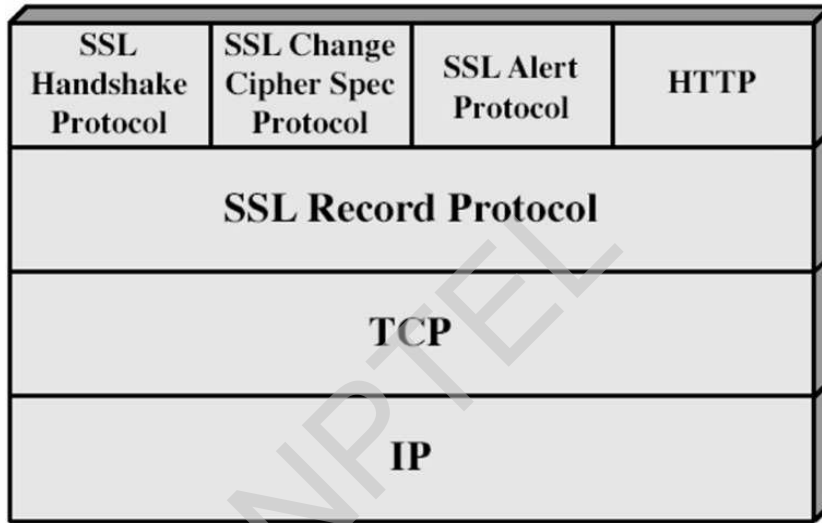 SSL
Handshake
Protocol
SSL Change
Cipher Spec
Protocol
SSL Alert
Protocol
HTTP
SSL Record Protocol
TCP
IP
NPTEL